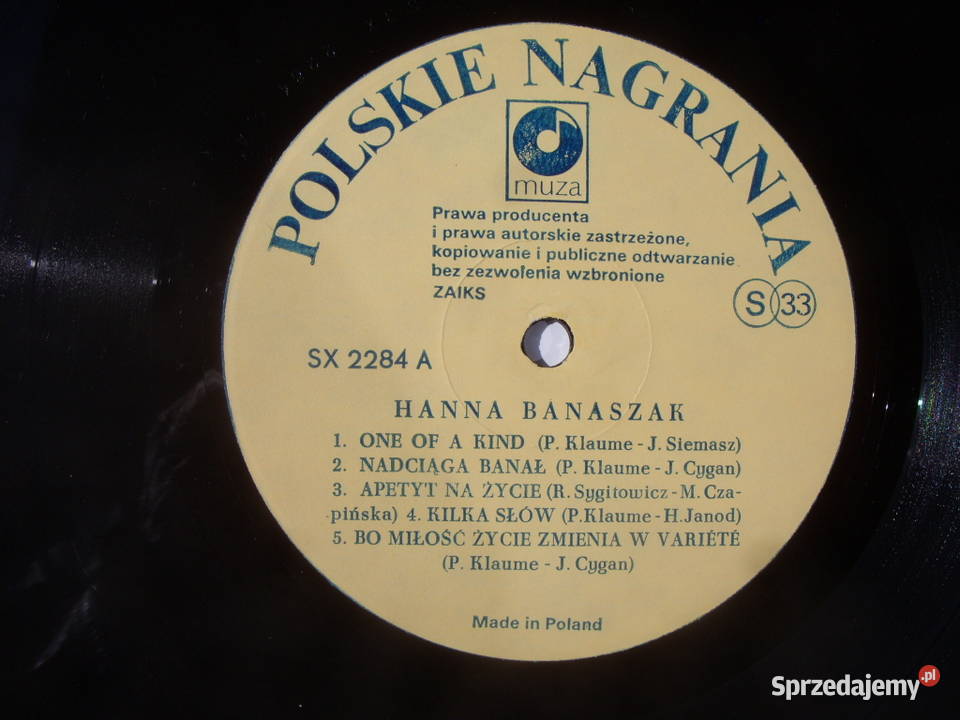 POLSKIE NAGRANIA
muza
Prawa producenta
i prawa autorskie zastrzeżone,
kopiowanie i publiczne odtwarzanie
bez zezwolenia wzbronione
ZAIKS
S 33
SX 2284 A
HANNA BANASZAK
1. ONE OF A KIND (P. Klaume - J. Siemasz)
2. NADCIĄGA BANAŁ (P. Klaume - J. Cygan)
3. APETYT NA ŻYCIE (R. Sygitowicz - M. Cza-
pińska) 4. KILKA SŁÓW (P. Klaume - H. Janod)
5. BO MIŁOŚĆ ŻYCIE ZMIENIA W VARIÉTÉ
(P. Klaume - J. Cygan)
Made in Poland
Sprzedajemy.pl